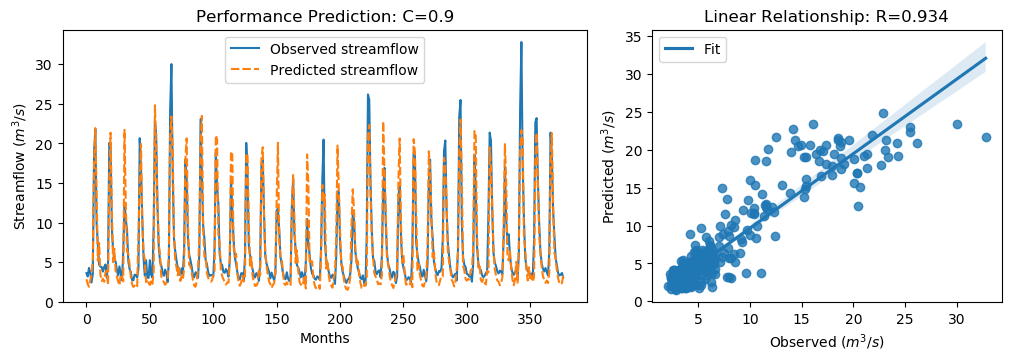 Performance Prediction: C=0.9
Streamflow (m³/s)
30
25
20
15
10
5
0
Observed streamflow
Predicted streamflow
0 50 100 150 200 250 300 350
Months
Linear Relationship: R=0.934
Predicted (m³/s)
35
30
25
20
15
10
5
0
Fit
5 10 15 20 25 30
Observed (m³/s)